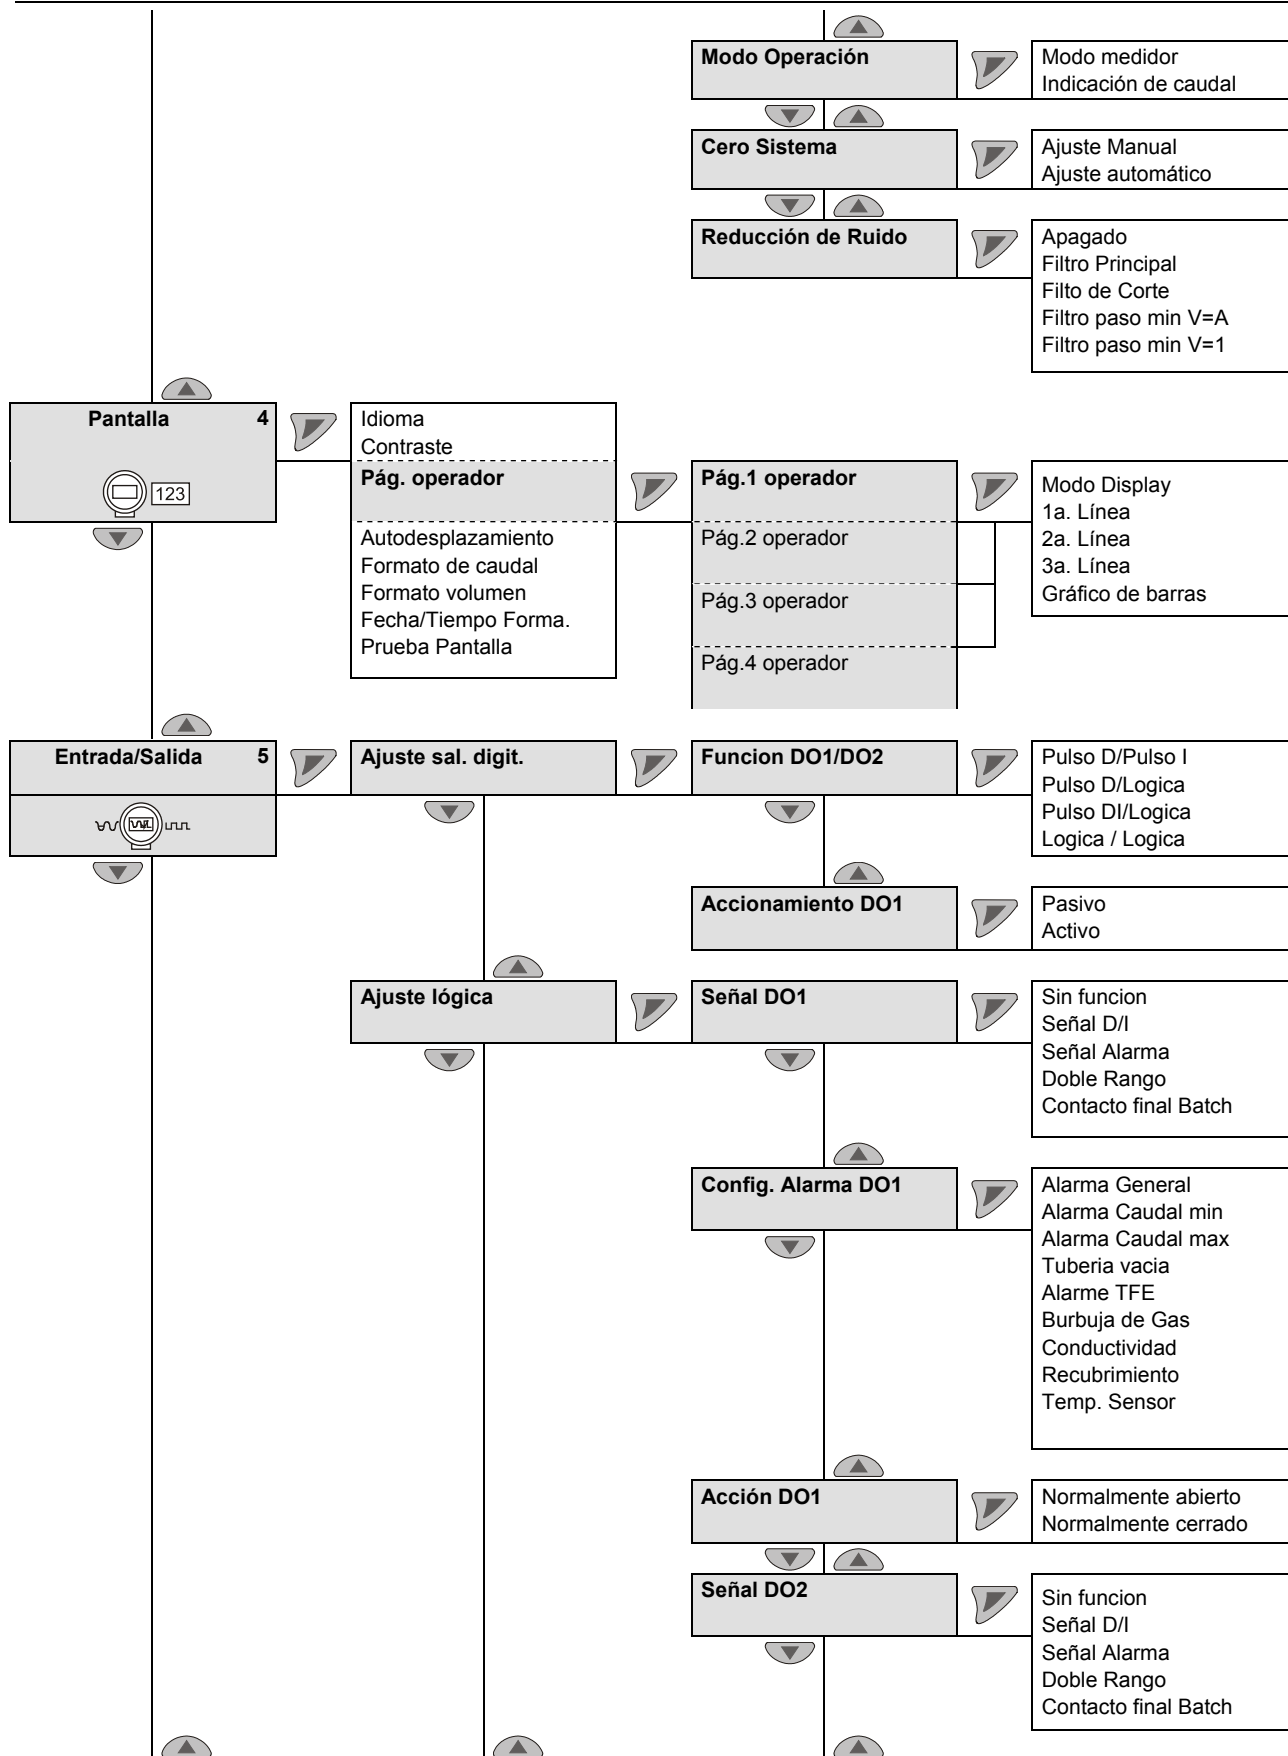 Modo Operación
Modo medidor
Indicación de caudal
Cero Sistema
Ajuste Manual
Ajuste automático
Reducción de Ruido
Apagado
Filtro Principal
Filto de Corte
Filtro paso min V=A
Filtro paso min V=1
Pantalla 4
123
Idioma
Contraste
Pág. operador
Autodesplazamiento
Formato de caudal
Formato volumen
Fecha/Tiempo Forma.
Prueba Pantalla
Pág.1 operador
Pág.2 operador
Pág.3 operador
Pág.4 operador
Modo Display
1a. Línea
2a. Línea
3a. Línea
Gráfico de barras
Entrada/Salida 5
Ajuste sal. digit.
Funcion DO1/DO2
Pulso D/Pulso I
Pulso D/Logica
Pulso DI/Logica
Logica / Logica
Accionamiento DO1
Pasivo
Activo
Ajuste lógica
Señal DO1
Sin funcion
Señal D/I
Señal Alarma
Doble Rango
Contacto final Batch
Config. Alarma DO1
Alarma General
Alarma Caudal min
Alarma Caudal max
Tuberia vacia
Alarme TFE
Burbuja de Gas
Conductividad
Recubrimiento
Temp. Sensor
Acción DO1
Normalmente abierto
Normalmente cerrado
Señal DO2
Sin funcion
Señal D/I
Señal Alarma
Doble Rango
Contacto final Batch